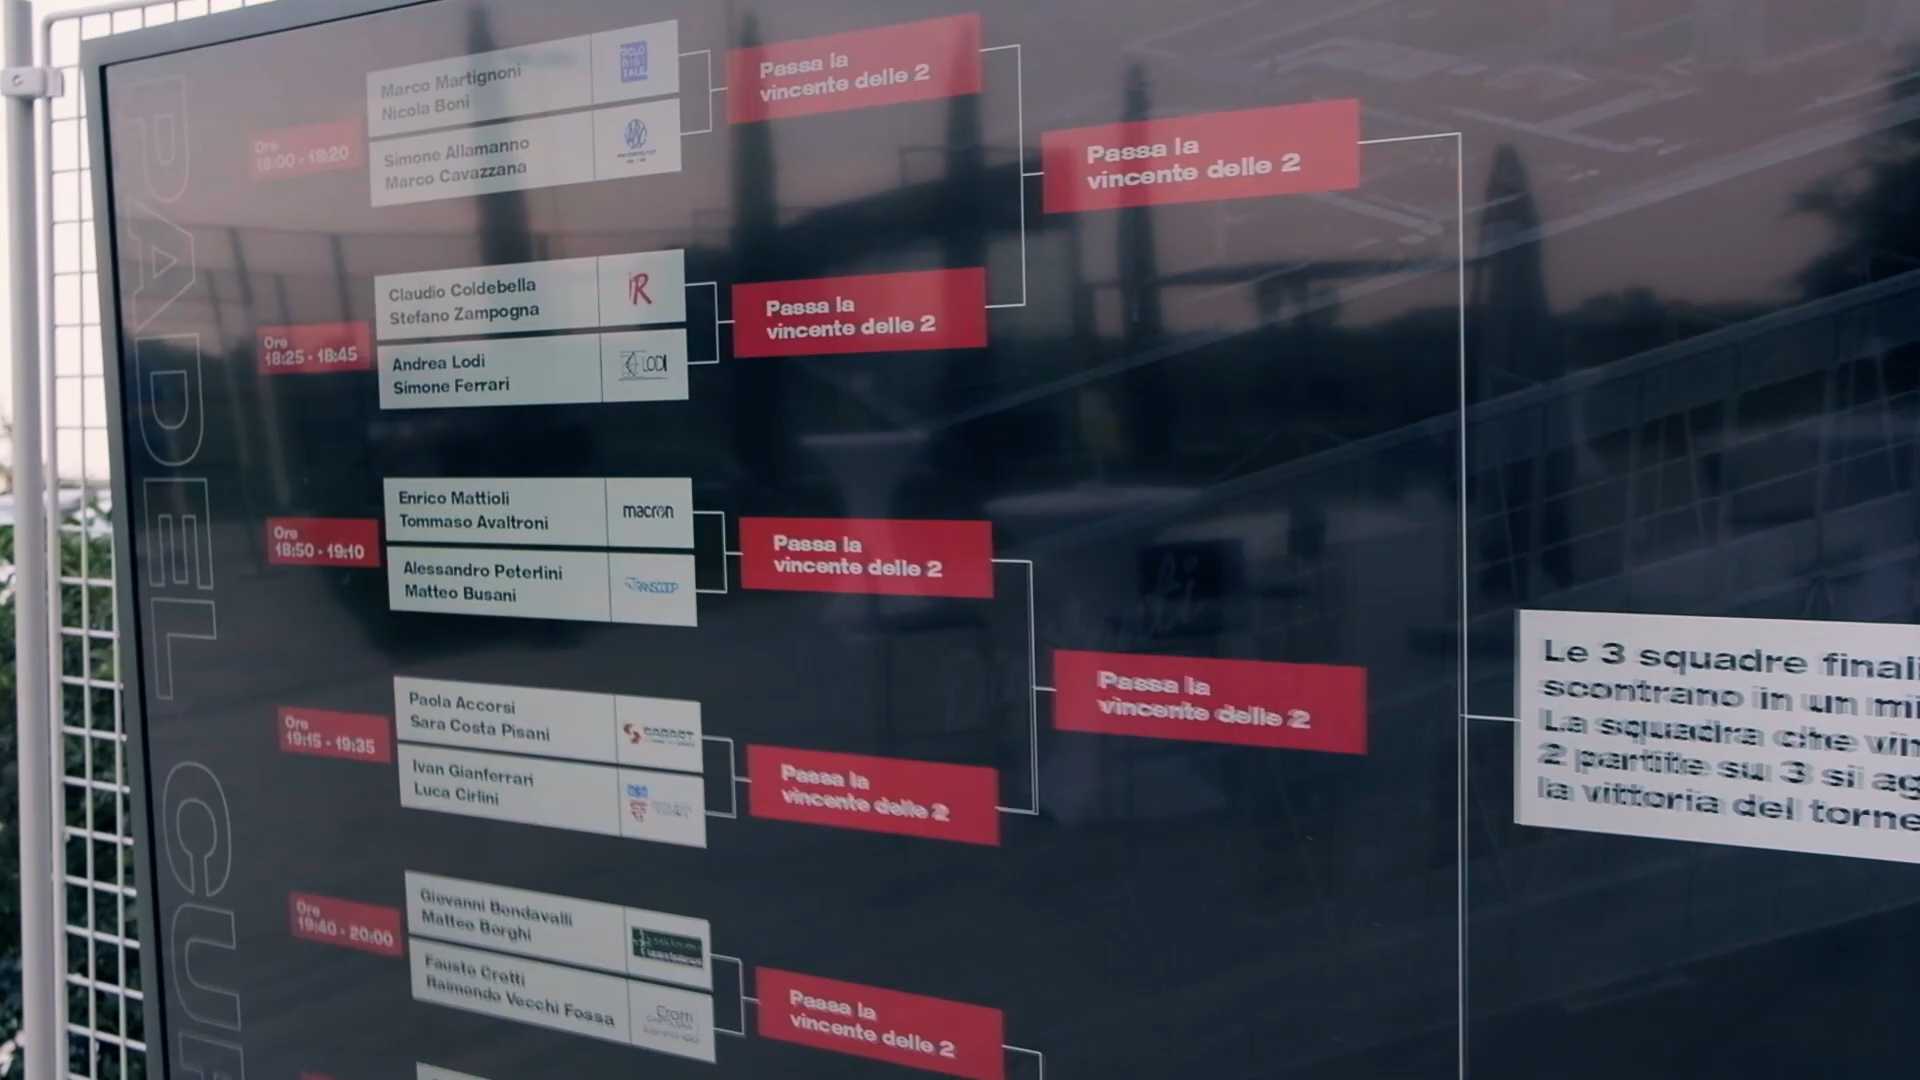 PADEL CUP
Ore
18:00 - 18:20
Marco Martignoni
Nicola Boni
Simone Allamanno
Marco Cavazzana
Passa la
vincente delle 2
Ore
18:25 - 18:45
Claudio Coldebella
Stefano Zampogna
Andrea Lodi
Simone Ferrari
LODI
Passa la
vincente delle 2
Passa la
vincente delle 2
Ore
18:50 - 19:10
Enrico Mattioli
Tommaso Avaltroni
macron
Alessandro Peterlini
Matteo Busani
TRANSCOOP
Passa la
vincente delle 2
Ore
19:15 - 19:35
Paola Accorsi
Sara Costa Pisani
Ivan Gianferrari
Luca Cirlini
Passa la
vincente delle 2
Passa la
vincente delle 2
Ore
19:40 - 20:00
Giovanni Bondavalli
Matteo Borghi
Fausto Crotti
Raimondo Vecchi Fossa
Crotti
Passa la
vincente delle 2
Le 3 squadre finali
scontrano in un mi
La squadra che vin
2 partite su 3 si ag
la vittoria del torne